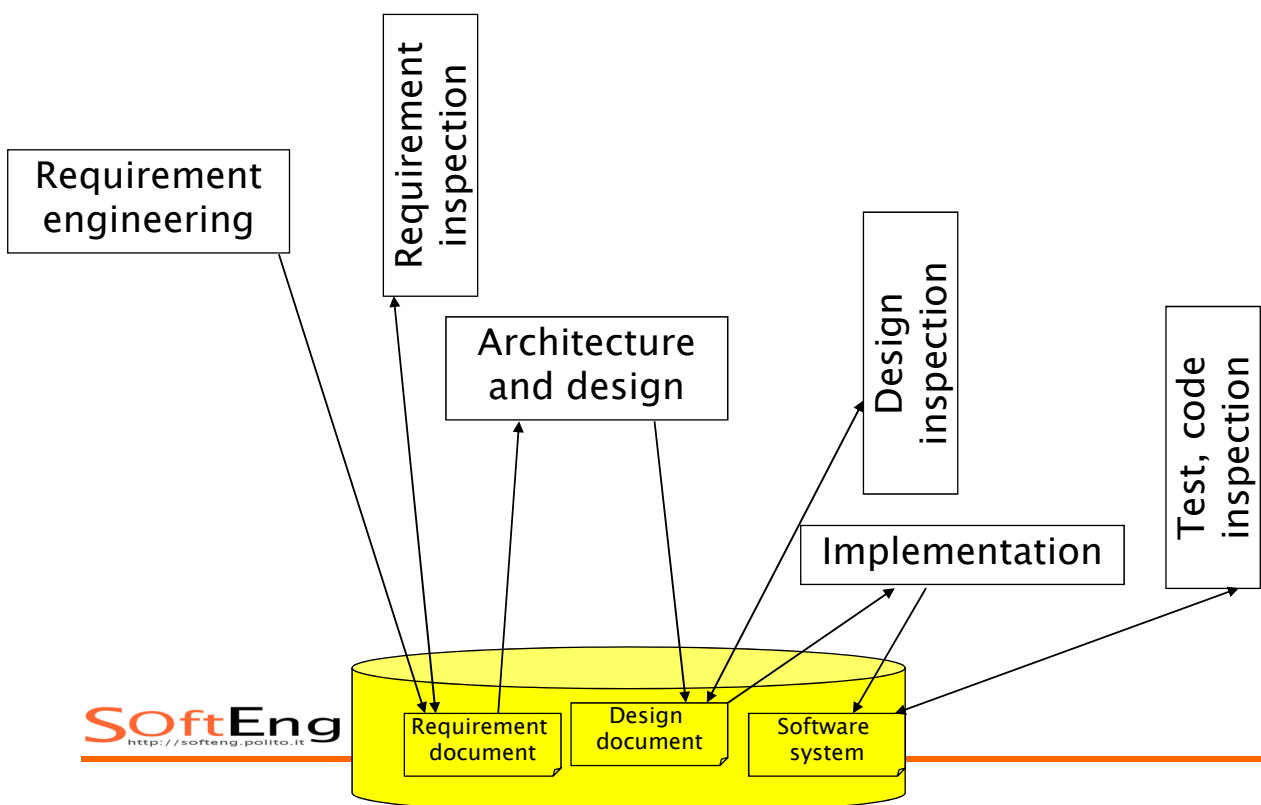 Requirement
engineering
Requirement
inspection
Architecture
and design
Design
inspection
Implementation
Test, code
inspection
SOftEng
http://softeng.polito.it
Requirement
document
Design
document
Software
system